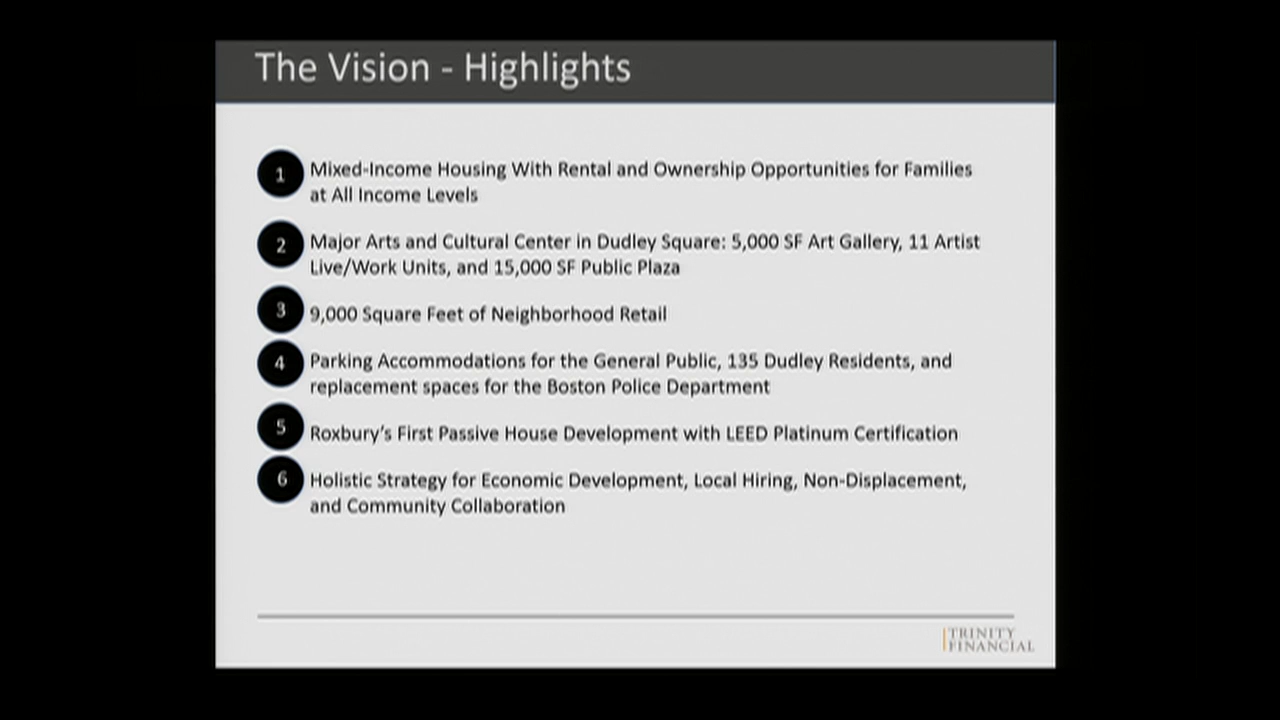 The Vision - Highlights
1 Mixed-Income Housing With Rental and Ownership Opportunities for Families
at All Income Levels
2 Major Arts and Cultural Center in Dudley Square: 5,000 SF Art Gallery, 11 Artist
Live/Work Units, and 15,000 SF Public Plaza
3 9,000 Square Feet of Neighborhood Retail
4 Parking Accommodations for the General Public, 135 Dudley Residents, and
replacement spaces for the Boston Police Department
5 Roxbury's First Passive House Development with LEED Platinum Certification
6 Holistic Strategy for Economic Development, Local Hiring, Non-Displacement,
and Community Collaboration
TRINITY
FINANCIAL